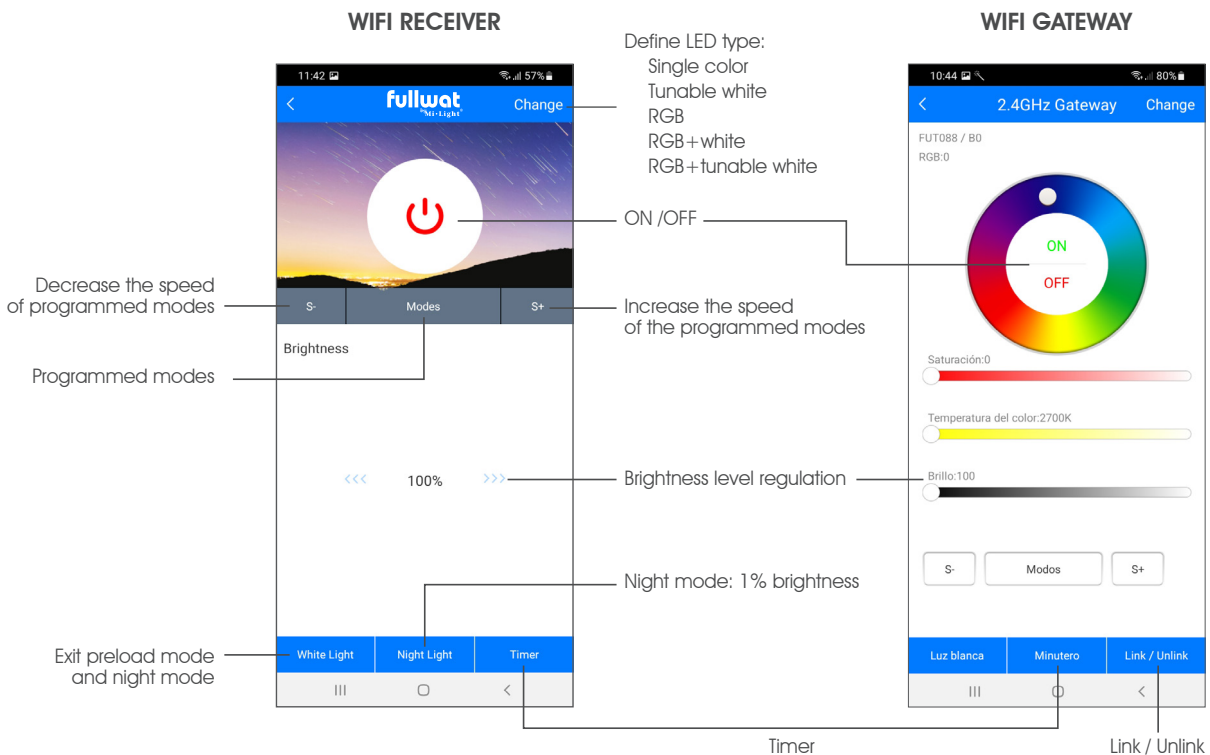 WIFI RECEIVER
WIFI GATEWAY
Define LED type:
Single color
Tunable white
RGB
RGB+white
RGB+tunable white
ON /OFF
Increase the speed
of the programmed modes
Brightness level regulation
Night mode: 1% brightness
Decrease the speed
of programmed modes
Programmed modes
Exit preload mode
and night mode
Timer
Link / Unlink
11:42
57%
fullwat
by Mi·Light
Change
S-
Modes
S+
Brightness
<<< 100% >>>
White Light
Night Light
Timer
10:44
80%
2.4GHz Gateway
Change
FUT088 / B0
RGB:0
ON
OFF
Saturación:0
Temperatura del color:2700K
Brillo:100
S-
Modos
S+
Luz blanca
Minutero
Link / Unlink